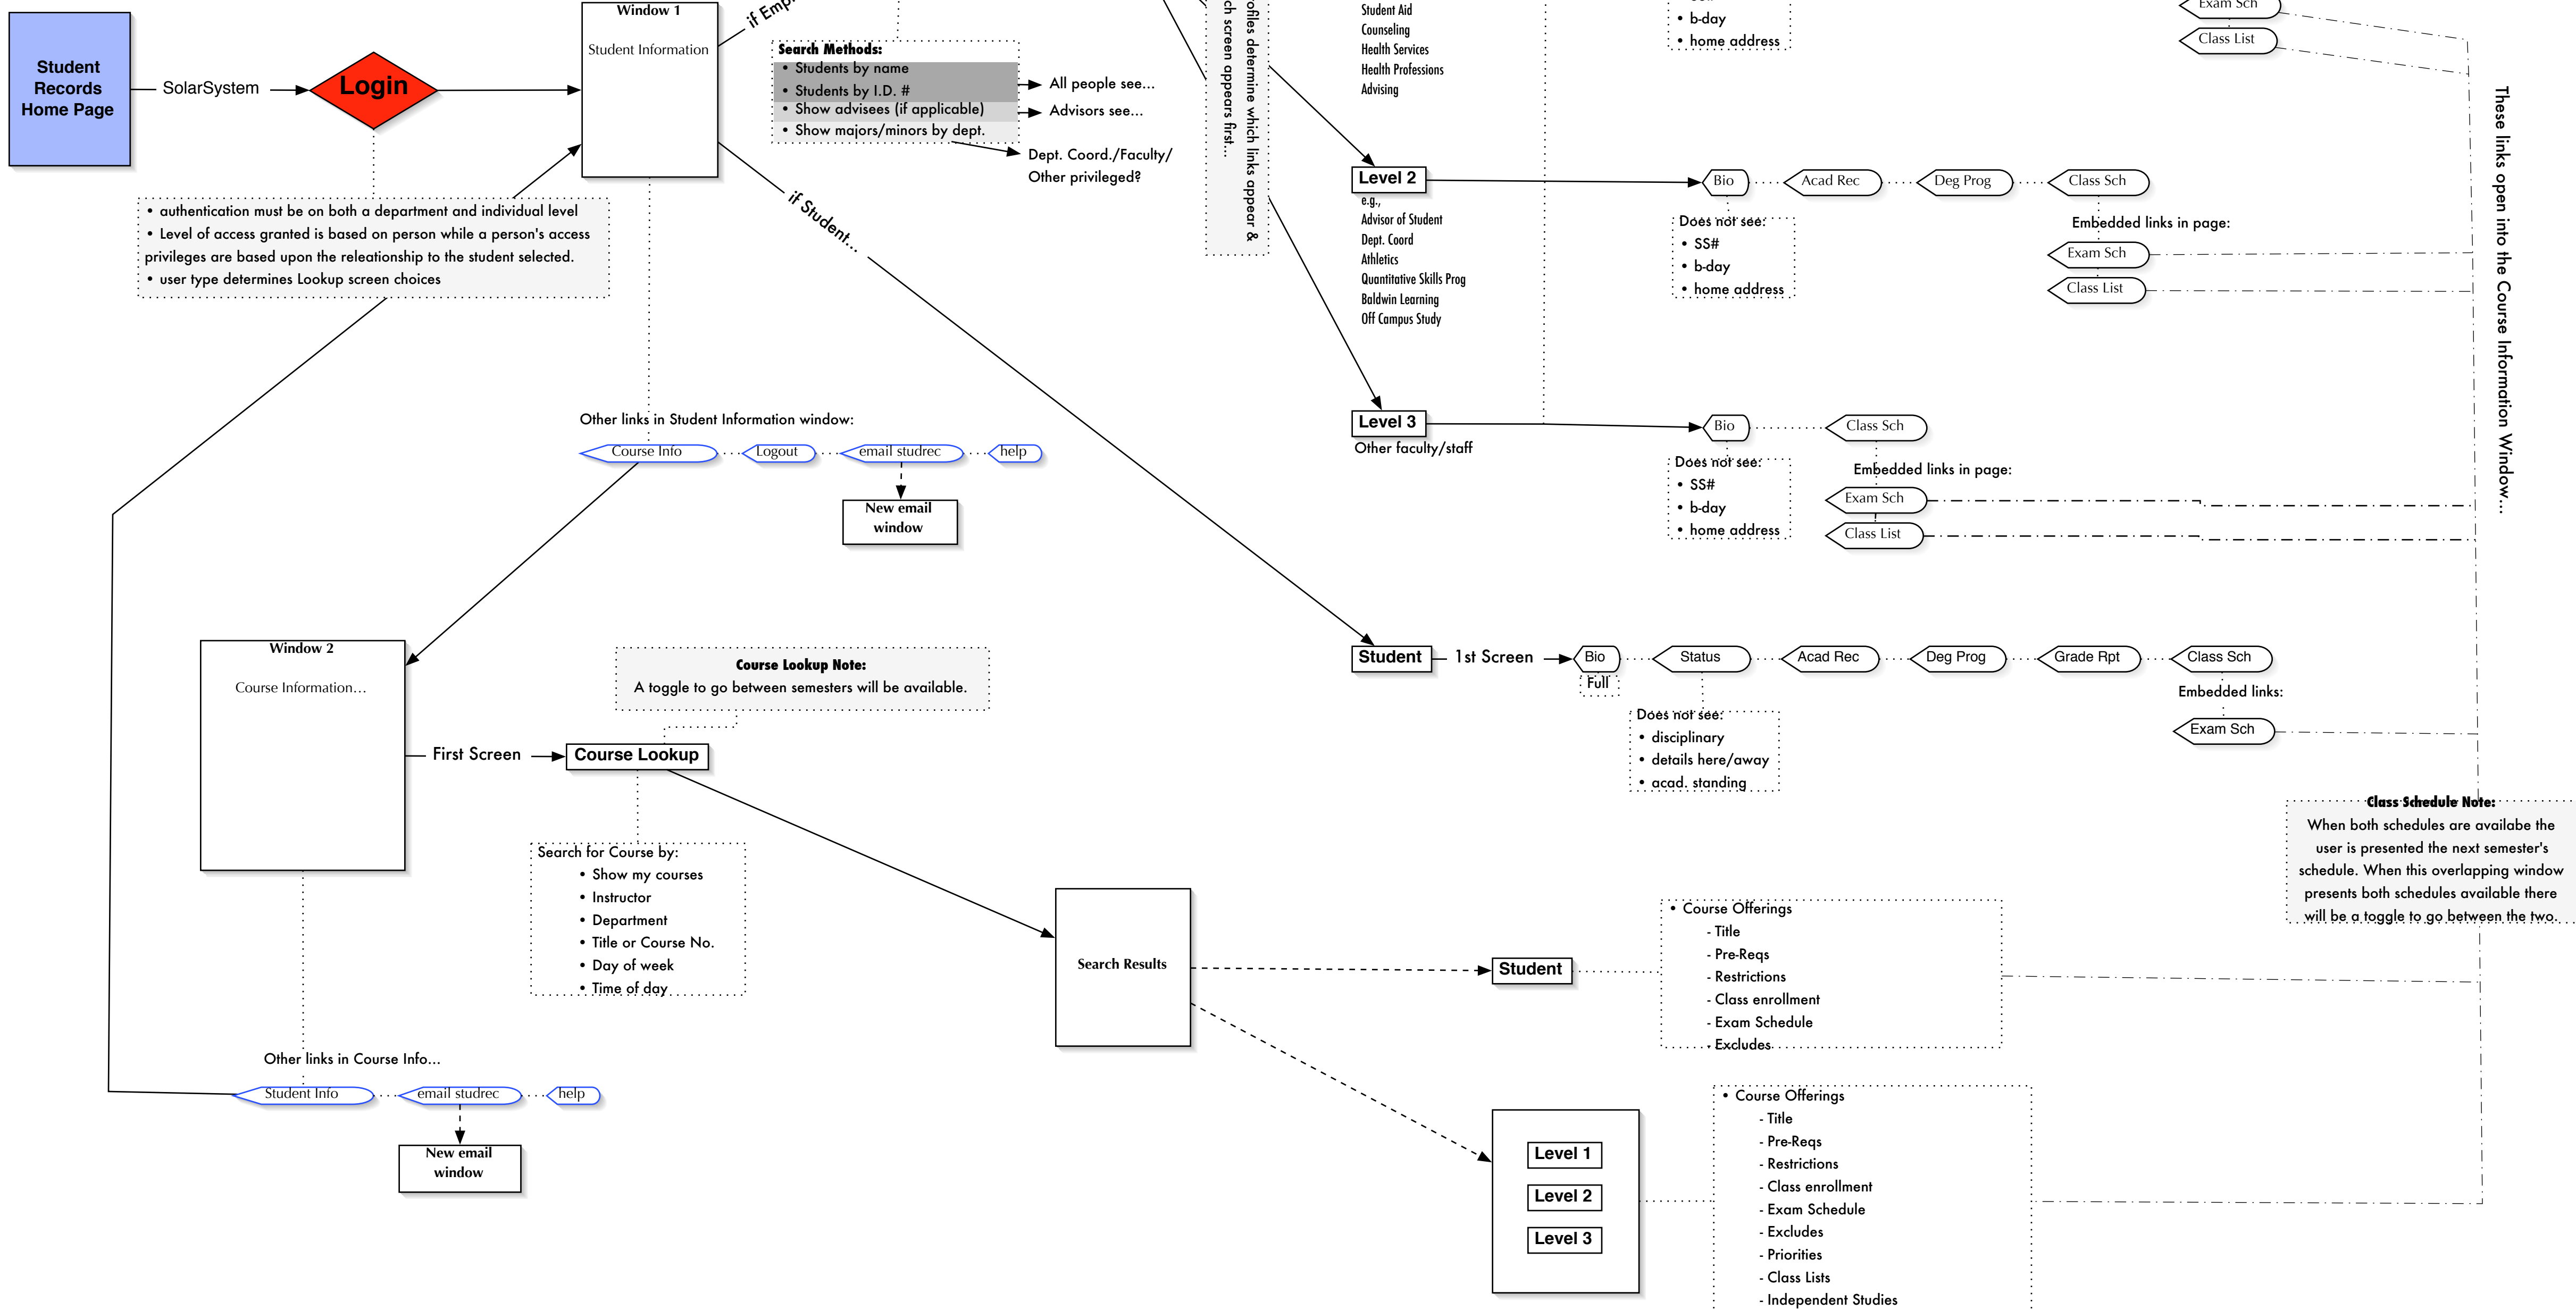 Student
Records
Home Page
SolarSystem
Login
Window 1
Student Information
if Emp
if Student...
Search Methods:
• Students by name
• Students by I.D. #
• Show advisees (if applicable)
• Show majors/minors by dept.
All people see...
Advisors see...
Dept. Coord./Faculty/
Other privileged?
• authentication must be on both a department and individual level
• Level of access granted is based on person while a person's access
privileges are based upon the releationship to the student selected.
• user type determines Lookup screen choices
ofiles determine which links appear &
ch screen appears first...
Student Aid
Counseling
Health Services
Health Professions
Advising
• b-day
• home address
Exam Sch
Class List
These links open into the Course Information Window...
Level 2
e.g.,
Advisor of Student
Dept. Coord
Athletics
Quantitative Skills Prog
Baldwin Learning
Off Campus Study
Bio
Acad Rec
Deg Prog
Class Sch
Does not see:
• SS#
• b-day
• home address
Embedded links in page:
Exam Sch
Class List
Level 3
Other faculty/staff
Bio
Class Sch
Does not see:
• SS#
• b-day
• home address
Embedded links in page:
Exam Sch
Class List
Other links in Student Information window:
Course Info
Logout
email studrec
help
New email
window
Student
1st Screen
Bio
Status
Acad Rec
Deg Prog
Grade Rpt
Class Sch
Full
Does not see:
• disciplinary
• details here/away
• acad. standing
Embedded links:
Exam Sch
Window 2
Course Information...
Course Lookup Note:
A toggle to go between semesters will be available.
First Screen
Course Lookup
Search for Course by:
• Show my courses
• Instructor
• Department
• Title or Course No.
• Day of week
• Time of day
Class Schedule Note:
When both schedules are availabe the
user is presented the next semester's
schedule. When this overlapping window
presents both schedules available there
will be a toggle to go between the two.
Search Results
Student
• Course Offerings
- Title
- Pre-Reqs
- Restrictions
- Class enrollment
- Exam Schedule
- Excludes
Other links in Course Info...
Student Info
email studrec
help
New email
window
Level 1
Level 2
Level 3
• Course Offerings
- Title
- Pre-Reqs
- Restrictions
- Class enrollment
- Exam Schedule
- Excludes
- Priorities
- Class Lists
- Independent Studies